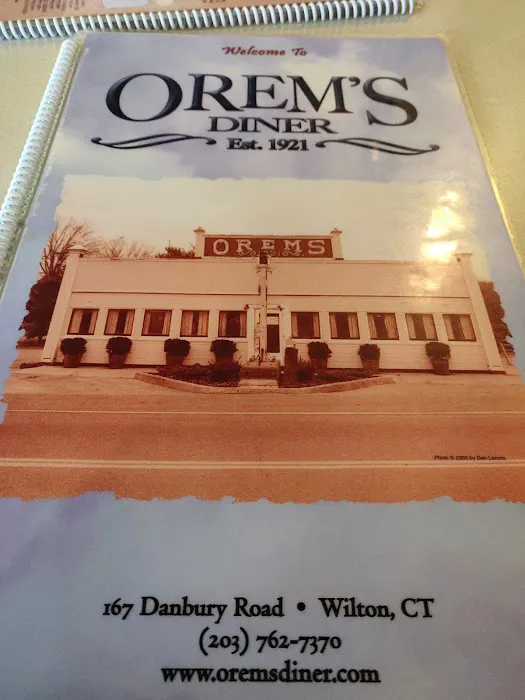 Welcome To
OREM'S
DINER
Est. 1921
OREMS
167 Danbury Road • Wilton, CT
(203) 762-7370
www.oremsdiner.com